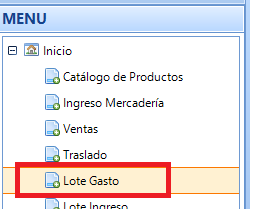 MENU
Inicio
Catálogo de Productos
Ingreso Mercadería
Ventas
Traslado
Lote Gasto
Lote Ingreso